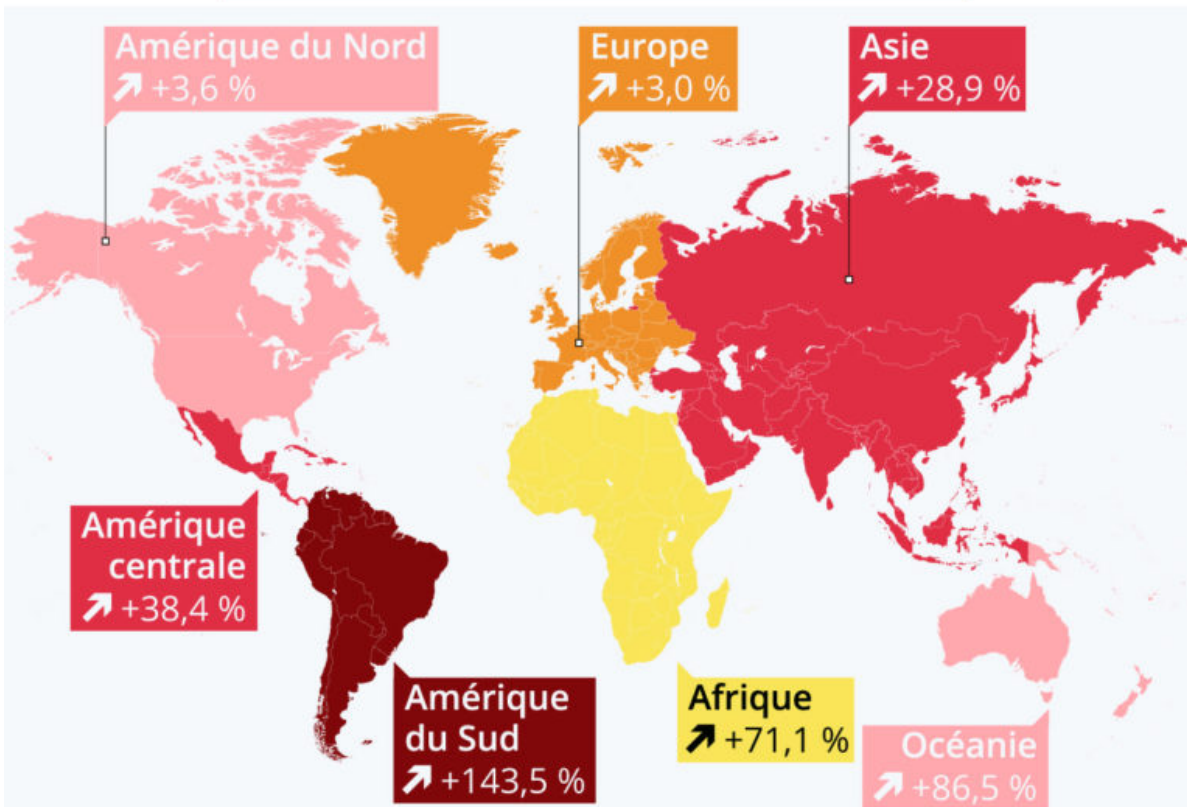 Amérique du Nord
+3,6 %
Europe
+3,0 %
Asie
+28,9 %
Amérique
centrale
+38,4 %
Amérique
du Sud
+143,5 %
Afrique
+71,1 %
Océanie
+86,5 %